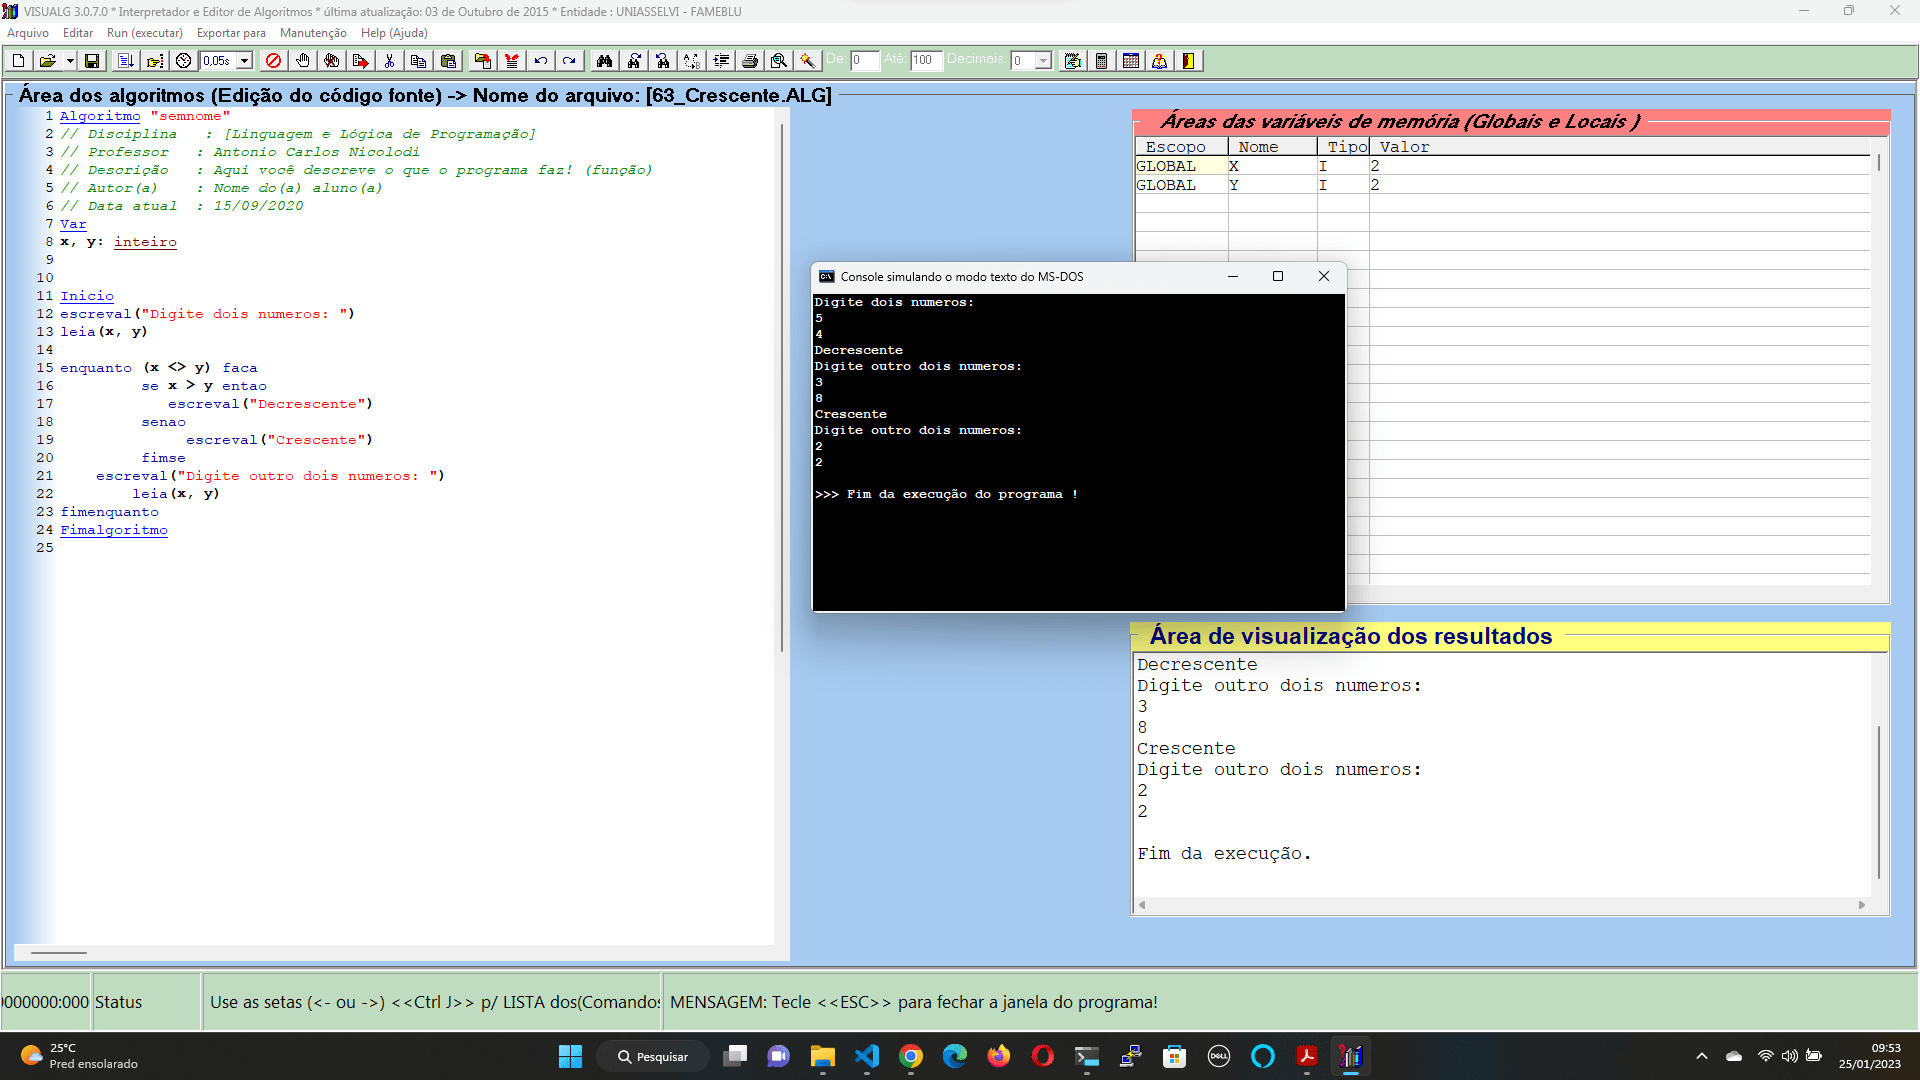 VISUALG 3.0.7.0 * Interpretador e Editor de Algoritmos * última atualização: 03 de Outubro de 2015 * Entidade : UNIASSELVI - FAMEBLU
Arquivo Editar Run (executar) Exportar para Manutenção Help (Ajuda)
0,05s De: 0 Até: 100 Decimais: 0
Área dos algoritmos (Edição do código fonte) -> Nome do arquivo: [63_Crescente.ALG]
1 Algoritmo "semnome"
2 // Disciplina : [Linguagem e Lógica de Programação]
3 // Professor : Antonio Carlos Nicolodi
4 // Descrição : Aqui você descreve o que o programa faz! (função)
5 // Autor(a) : Nome do(a) aluno(a)
6 // Data atual : 15/09/2020
7 Var
8 x, y: inteiro
9
10
11 Inicio
12 escreval("Digite dois numeros: ")
13 leia(x, y)
14
15 enquanto (x <> y) faca
16 se x > y entao
17 escreval("Decrescente")
18 senao
19 escreval("Crescente")
20 fimse
21 escreval("Digite outro dois numeros: ")
22 leia(x, y)
23 fimenquanto
24 Fimalgoritmo
25
Áreas das variáveis de memória (Globais e Locais )
Escopo Nome Tipo Valor
GLOBAL X I 2
GLOBAL Y I 2
Console simulando o modo texto do MS-DOS
Digite dois numeros:
5
4
Decrescente
Digite outro dois numeros:
3
8
Crescente
Digite outro dois numeros:
2
2
>>> Fim da execução do programa !
Área de visualização dos resultados
Decrescente
Digite outro dois numeros:
3
8
Crescente
Digite outro dois numeros:
2
2
Fim da execução.
0000000:000 Status Use as setas (<- ou ->) <<Ctrl J>> p/ LISTA dos(Comandos MENSAGEM: Tecle <<ESC>> para fechar a janela do programa!
25°C
Pred ensolarado
Pesquisar
DELL
09:53
25/01/2023